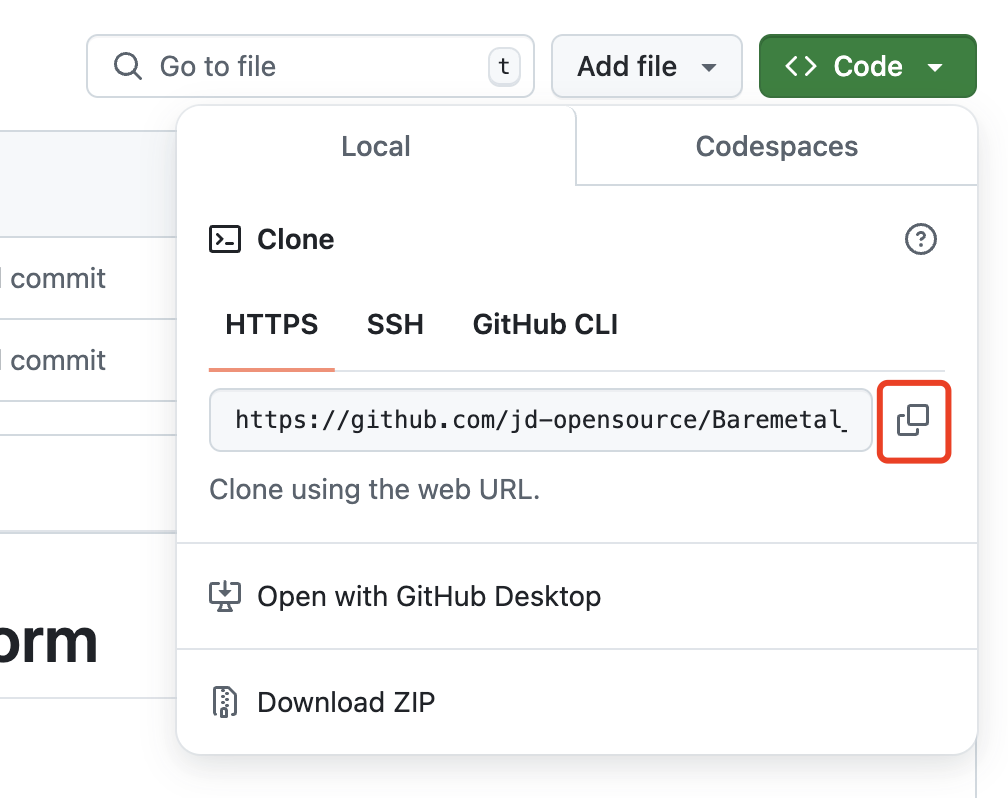 Go to file t Add file Code
Local Codespaces
Clone
commit
HTTPS SSH GitHub CLI
commit
https://github.com/jd-opensource/Baremetal_
Clone using the web URL.
Open with GitHub Desktop
orm
Download ZIP